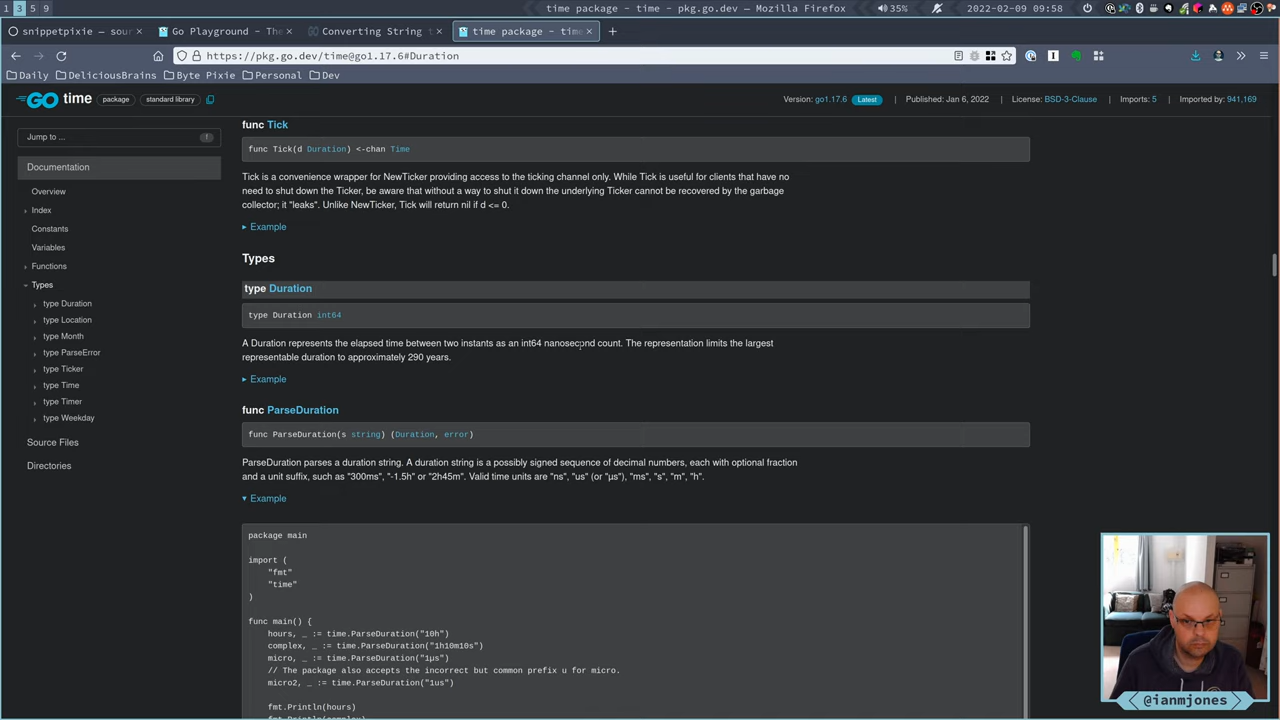 1 3 5 9
time package - time - pkg.go.dev — Mozilla Firefox
35%
2022-02-09 09:58
snippetpixie — sour
Go Playground - The
Converting String t
time package - time
https://pkg.go.dev/time@go1.17.6#Duration
Daily
DeliciousBrains
Byte Pixie
Personal
Dev
GO time
package
standard library
Version: go1.17.6 Latest
Published: Jan 6, 2022
License: BSD-3-Clause
Imports: 5
Imported by: 941,169
Jump to ...
f
Documentation
Overview
Index
Constants
Variables
Functions
Types
type Duration
type Location
type Month
type ParseError
type Ticker
type Time
type Timer
type Weekday
Source Files
Directories
func Tick
func Tick(d Duration) <-chan Time
Tick is a convenience wrapper for NewTicker providing access to the ticking channel only. While Tick is useful for clients that have no
need to shut down the Ticker, be aware that without a way to shut it down the underlying Ticker cannot be recovered by the garbage
collector; it "leaks". Unlike NewTicker, Tick will return nil if d <= 0.
▸ Example
Types
type Duration
type Duration int64
A Duration represents the elapsed time between two instants as an int64 nanosecond count. The representation limits the largest
representable duration to approximately 290 years.
▸ Example
func ParseDuration
func ParseDuration(s string) (Duration, error)
ParseDuration parses a duration string. A duration string is a possibly signed sequence of decimal numbers, each with optional fraction
and a unit suffix, such as "300ms", "-1.5h" or "2h45m". Valid time units are "ns", "us" (or "µs"), "ms", "s", "m", "h".
▾ Example
package main
import (
"fmt"
"time"
)
func main() {
hours, _ := time.ParseDuration("10h")
complex, _ := time.ParseDuration("1h10m10s")
micro, _ := time.ParseDuration("1µs")
// The package also accepts the incorrect but common prefix u for micro.
micro2, _ := time.ParseDuration("1us")
fmt.Println(hours)
fmt.Println(complex)
@ianmjones